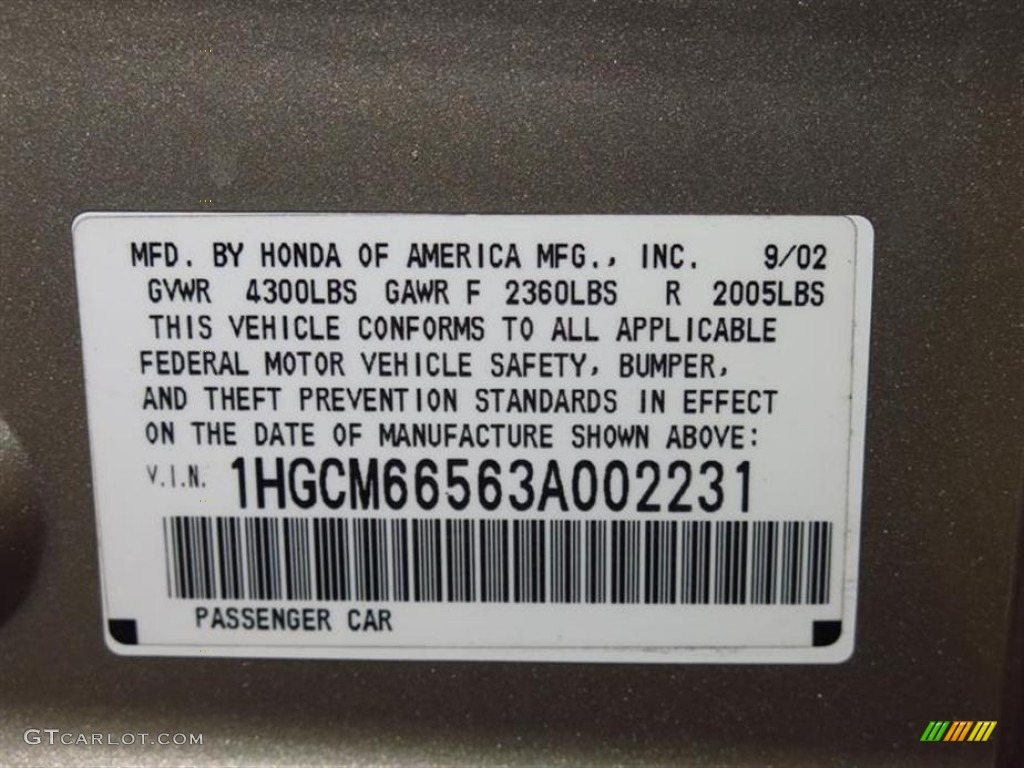 MFD. BY HONDA OF AMERICA MFG., INC. 9/02
GVWR 4300LBS GAWR F 2360LBS R 2005LBS
THIS VEHICLE CONFORMS TO ALL APPLICABLE
FEDERAL MOTOR VEHICLE SAFETY, BUMPER,
AND THEFT PREVENTION STANDARDS IN EFFECT
ON THE DATE OF MANUFACTURE SHOWN ABOVE:
V.I.N. 1HGCM66563A002231
PASSENGER CAR
GTCARLOT.COM